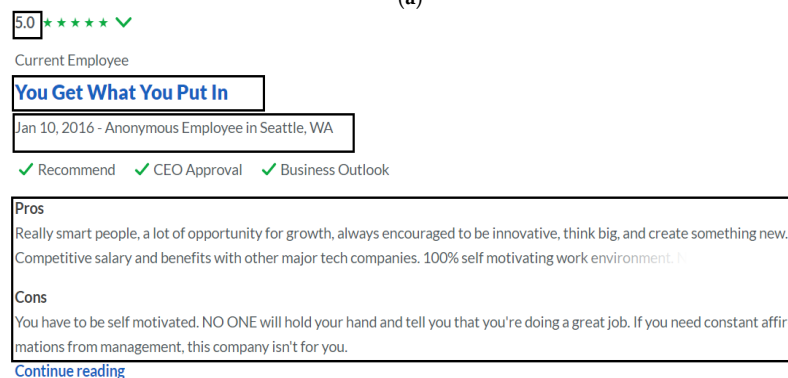 (a)
5.0 ★★★★★
Current Employee
You Get What You Put In
Jan 10, 2016 - Anonymous Employee in Seattle, WA
Recommend CEO Approval Business Outlook
Pros
Really smart people, a lot of opportunity for growth, always encouraged to be innovative, think big, and create something new.
Competitive salary and benefits with other major tech companies. 100% self motivating work environment.
Cons
You have to be self motivated. NO ONE will hold your hand and tell you that you're doing a great job. If you need constant affir-
mations from management, this company isn't for you.
Continue reading